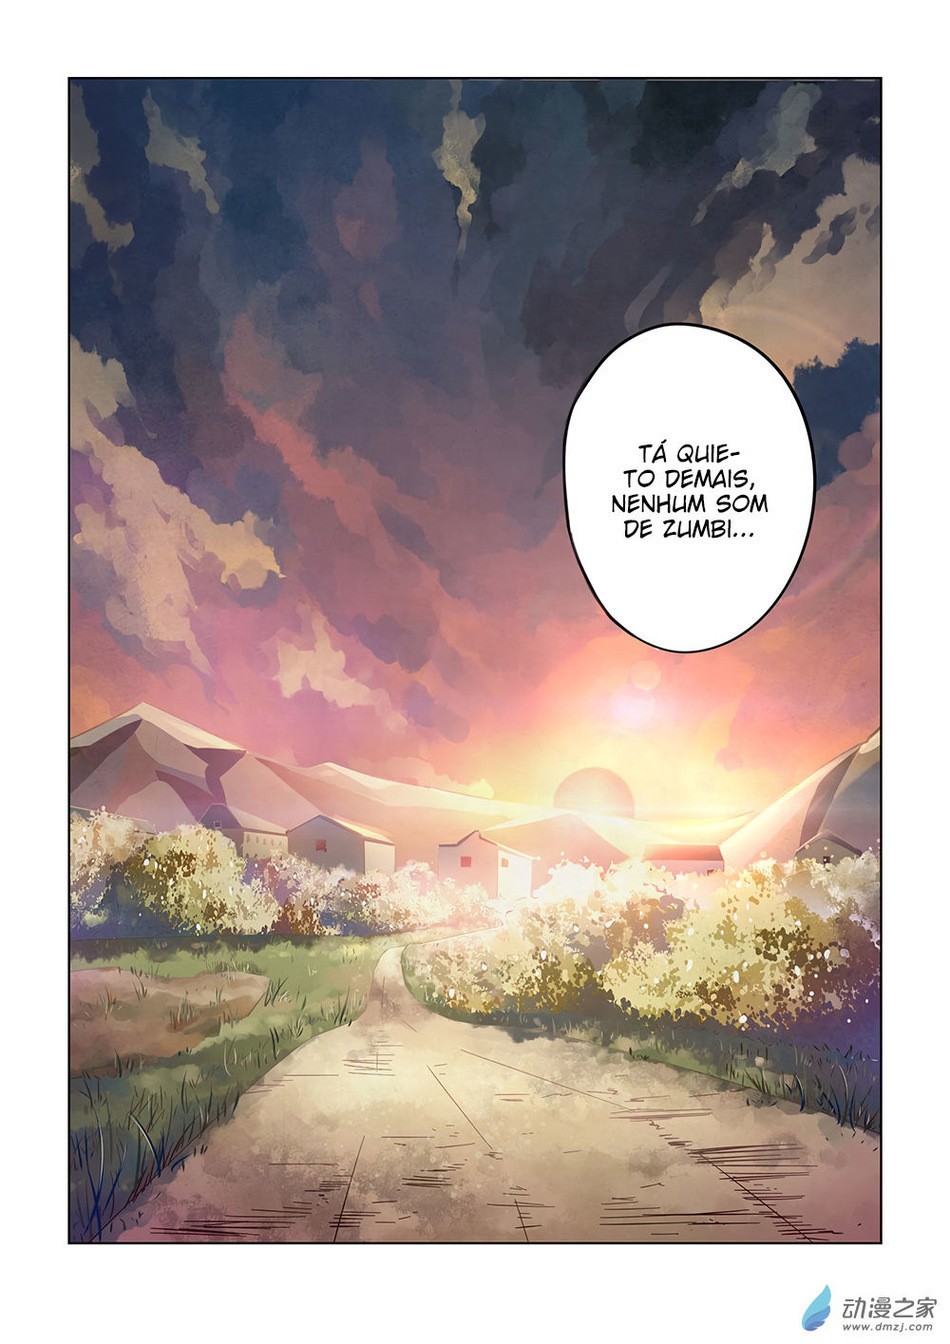 TÁ QUIE-
TO DEMAIS,
NENHUM SOM
DE ZUMBI...
动漫之家
www.dmzj.com